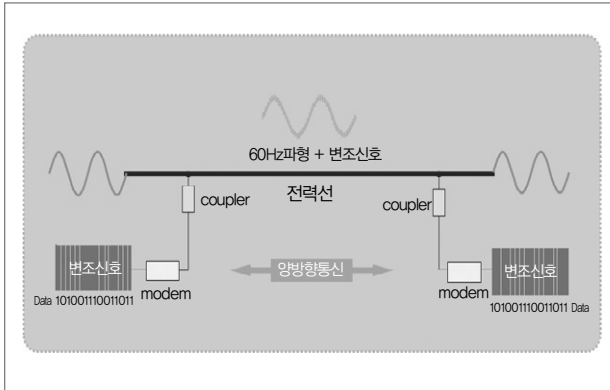 60Hz파형 + 변조신호
전력선
coupler
coupler
변조신호
양방향통신
변조신호
modem
modem
Data 101001110011011
101001110011011 Data